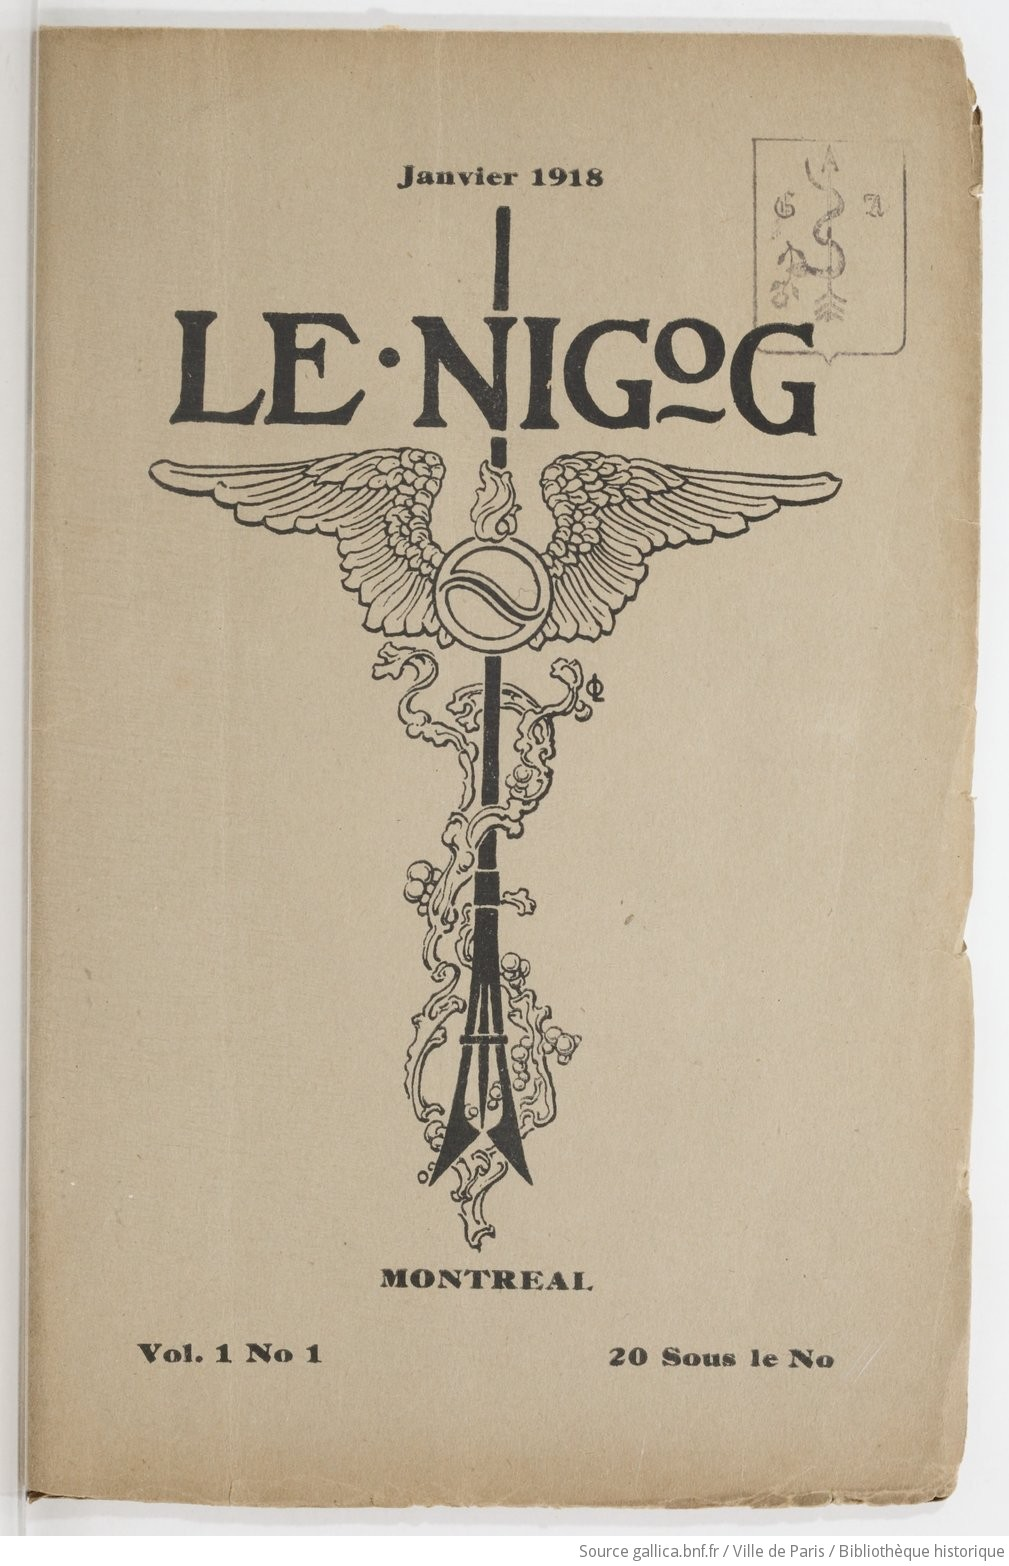 Janvier 1918
A
G A
LE · NIGOG
MONTREAL
Vol. 1 No 1
20 Sous le No
Source gallica.bnf.fr / Ville de Paris / Bibliothèque historique